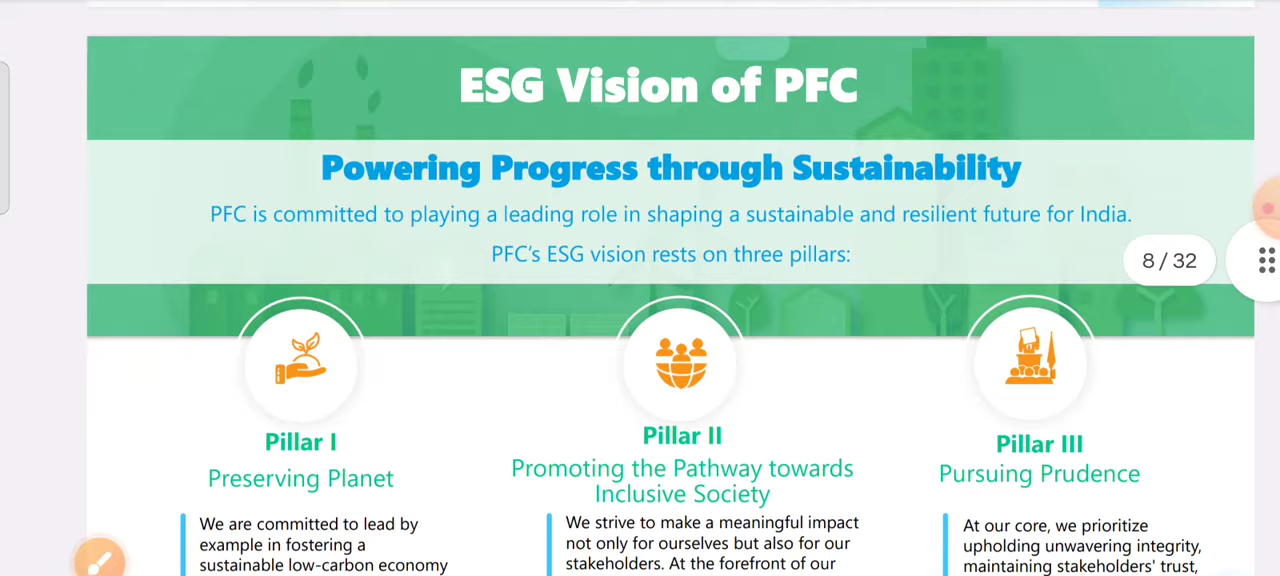 ESG Vision of PFC
Powering Progress through Sustainability
PFC is committed to playing a leading role in shaping a sustainable and resilient future for India.
PFC's ESG vision rests on three pillars:
8 / 32
Pillar I
Preserving Planet
We are committed to lead by
example in fostering a
sustainable low-carbon economy
Pillar II
Promoting the Pathway towards
Inclusive Society
We strive to make a meaningful impact
not only for ourselves but also for our
stakeholders. At the forefront of our
Pillar III
Pursuing Prudence
At our core, we prioritize
upholding unwavering integrity,
maintaining stakeholders' trust,